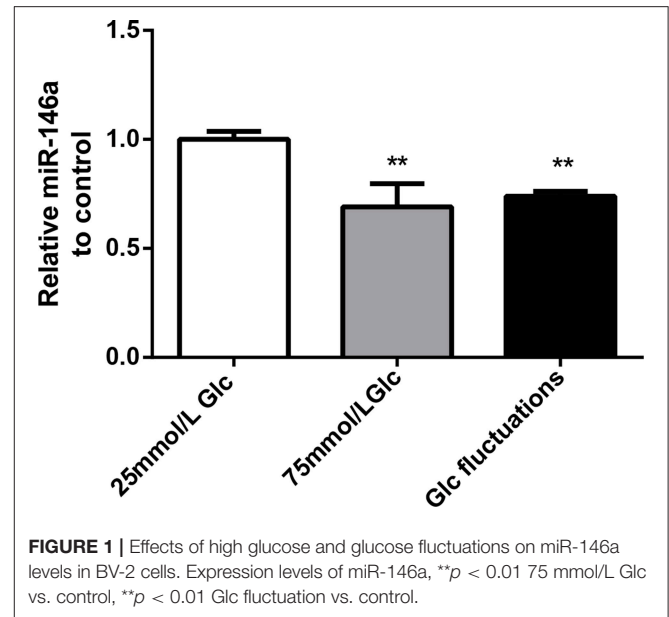 Relative miR-146a
to control
1.5
1.0
0.5
0.0
**
**
25mmol/L Glc
75mmol/LGlc
Glc fluctuations
FIGURE 1 | Effects of high glucose and glucose fluctuations on miR-146a
levels in BV-2 cells. Expression levels of miR-146a, **p < 0.01 75 mmol/L Glc
vs. control, **p < 0.01 Glc fluctuation vs. control.